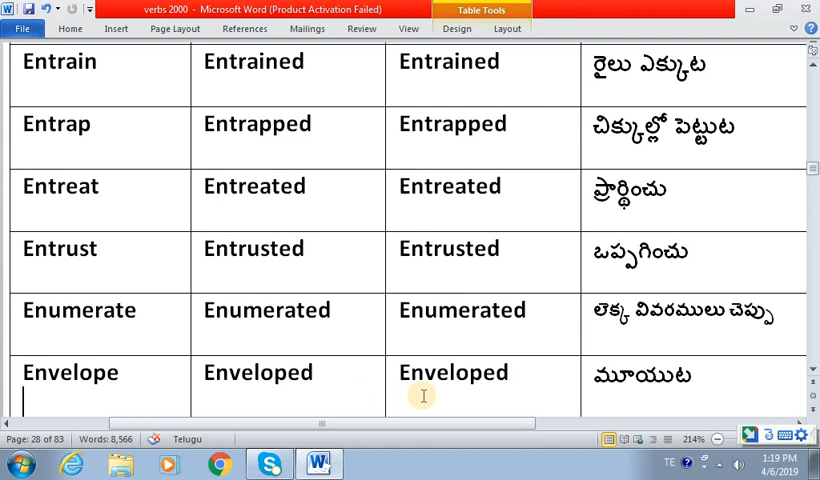 verbs 2000 - Microsoft Word (Product Activation Failed)
Table Tools
File Home Insert Page Layout References Mailings Review View Design Layout
Entrain Entrained Entrained రైలు ఎక్కుట
Entrap Entrapped Entrapped చిక్కుల్లో పెట్టుట
Entreat Entreated Entreated ప్రార్థించు
Entrust Entrusted Entrusted ఒప్పగించు
Enumerate Enumerated Enumerated లెక్క వివరములు చెప్పు
Envelope Enveloped Enveloped మూయుట
Page: 28 of 83 Words: 8,566 Telugu 214%
TE 1:19 PM
4/6/2019